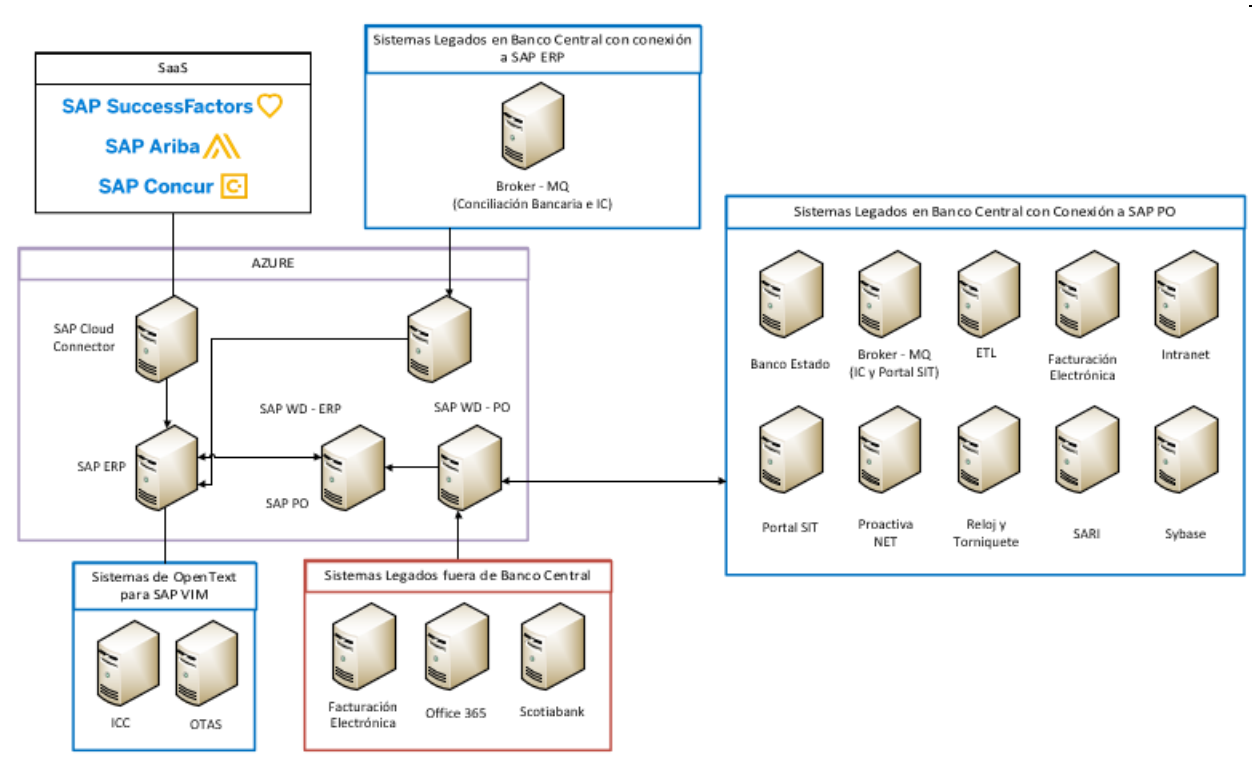 SaaS
SAP SuccessFactors
SAP Ariba
SAP Concur
Sistemas Legados en Banco Central con conexión
a SAP ERP
Broker - MQ
(Conciliación Bancaria e IC)
AZURE
SAP Cloud
Connector
SAP WD - ERP
SAP WD - PO
SAP ERP
SAP PO
Sistemas Legados en Banco Central con Conexión a SAP PO
Banco Estado
Broker - MQ
(IC y Portal SIT)
ETL
Facturación
Electrónica
Intranet
Portal SIT
Proactiva
NET
Reloj y
Torniquete
SARI
Sybase
Sistemas de OpenText
para SAP VIM
ICC
OTAS
Sistemas Legados fuera de Banco Central
Facturación
Electrónica
Office 365
Scotiabank